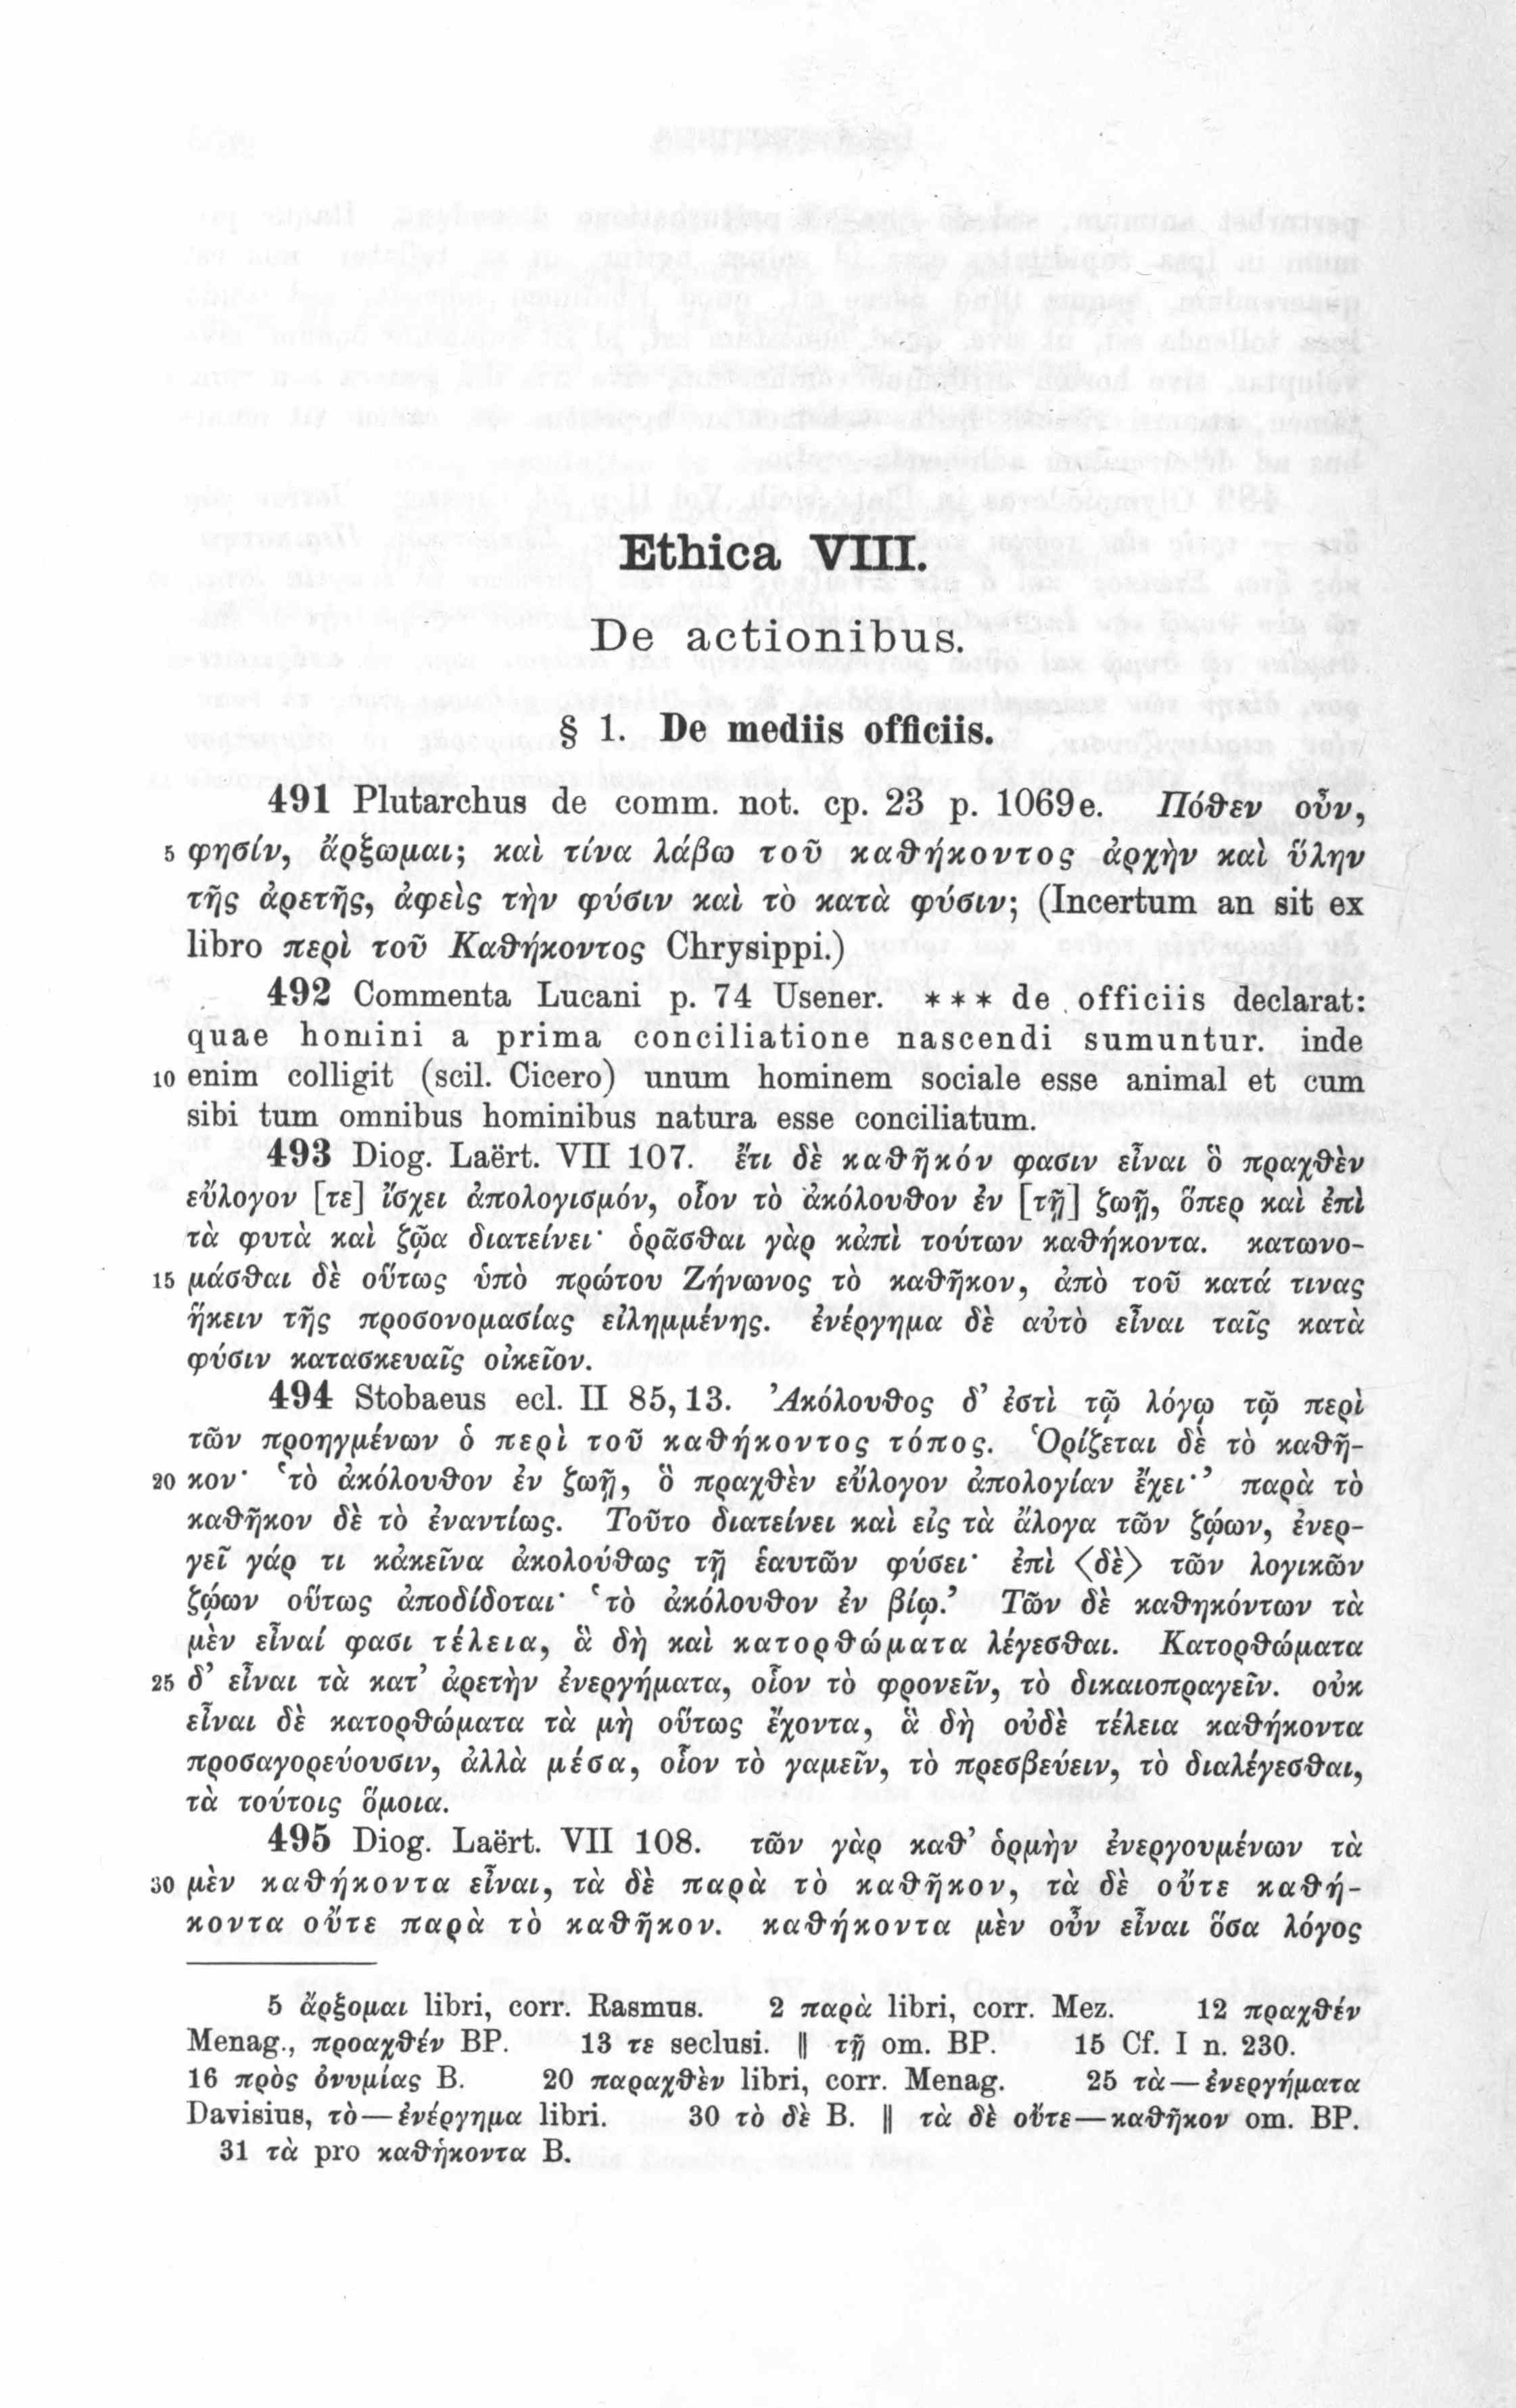 Ethica VIII.
De actionibus.
§ 1. De mediis officiis.
491 Plutarchus de comm. not. cp. 23 p. 1069e. Πόθεν οὖν,
5 φησίν, ἄρξωμαι; καὶ τίνα λάβω τοῦ καθήκοντος ἀρχὴν καὶ ὕλην
τῆς ἀρετῆς, ἀφεὶς τὴν φύσιν καὶ τὸ κατὰ φύσιν; (Incertum an sit ex
libro περὶ τοῦ Καθήκοντος Chrysippi.)
492 Commenta Lucani p. 74 Usener. *** de officiis declarat:
quae homini a prima conciliatione nascendi sumuntur. inde
10 enim colligit (scil. Cicero) unum hominem sociale esse animal et cum
sibi tum omnibus hominibus natura esse conciliatum.
493 Diog. Laërt. VII 107. ἔτι δὲ καθῆκόν φασιν εἶναι ὃ πραχθὲν
εὔλογον [τε] ἴσχει ἀπολογισμόν, οἷον τὸ ἀκόλουθον ἐν [τῇ] ζωῇ, ὅπερ καὶ ἐπὶ
τὰ φυτὰ καὶ ζῷα διατείνει· ὁρᾶσθαι γὰρ κἀπὶ τούτων καθήκοντα. κατωνο-
15 μάσθαι δὲ οὕτως ὑπὸ πρώτου Ζήνωνος τὸ καθῆκον, ἀπὸ τοῦ κατά τινας
ἥκειν τῆς προσονομασίας εἰλημμένης. ἐνέργημα δὲ αὐτὸ εἶναι ταῖς κατὰ
φύσιν κατασκευαῖς οἰκεῖον.
494 Stobaeus ecl. II 85,13. Ἀκόλουθος δ’ ἐστὶ τῷ λόγῳ τῷ περὶ
τῶν προηγμένων ὁ περὶ τοῦ καθήκοντος τόπος. Ὁρίζεται δὲ τὸ καθῆ-
20 κον· ‘τὸ ἀκόλουθον ἐν ζωῇ, ὃ πραχθὲν εὔλογον ἀπολογίαν ἔχει·’ παρὰ τὸ
καθῆκον δὲ τὸ ἐναντίως. Τοῦτο διατείνει καὶ εἰς τὰ ἄλογα τῶν ζῴων, ἐνερ-
γεῖ γάρ τι κἀκεῖνα ἀκολούθως τῇ ἑαυτῶν φύσει· ἐπὶ ⟨δὲ⟩ τῶν λογικῶν
ζῴων οὕτως ἀποδίδοται· ‘τὸ ἀκόλουθον ἐν βίῳ.’ Τῶν δὲ καθηκόντων τὰ
μὲν εἶναί φασι τέλεια, ἃ δὴ καὶ κατορθώματα λέγεσθαι. Κατορθώματα
25 δ’ εἶναι τὰ κατ’ ἀρετὴν ἐνεργήματα, οἷον τὸ φρονεῖν, τὸ δικαιοπραγεῖν. οὐκ
εἶναι δὲ κατορθώματα τὰ μὴ οὕτως ἔχοντα, ἃ δὴ οὐδὲ τέλεια καθήκοντα
προσαγορεύουσιν, ἀλλὰ μέσα, οἷον τὸ γαμεῖν, τὸ πρεσβεύειν, τὸ διαλέγεσθαι,
τὰ τούτοις ὅμοια.
495 Diog. Laërt. VII 108. τῶν γὰρ καθ’ ὁρμὴν ἐνεργουμένων τὰ
30 μὲν καθήκοντα εἶναι, τὰ δὲ παρὰ τὸ καθῆκον, τὰ δὲ οὔτε καθή-
κοντα οὔτε παρὰ τὸ καθῆκον. καθήκοντα μὲν οὖν εἶναι ὅσα λόγος
5 ἄρξομαι libri, corr. Rasmus. 2 παρὰ libri, corr. Mez. 12 πραχθέν
Menag., προαχθέν BP. 13 τε seclusi. || τῇ om. BP. 15 Cf. I n. 230.
16 πρὸς ὀνυμίας B. 20 παραχθὲν libri, corr. Menag. 25 τὰ—ἐνεργήματα
Davisius, τὸ—ἐνέργημα libri. 30 τὸ δὲ B. || τὰ δὲ οὔτε—καθῆκον om. BP.
31 τὰ pro καθήκοντα B.